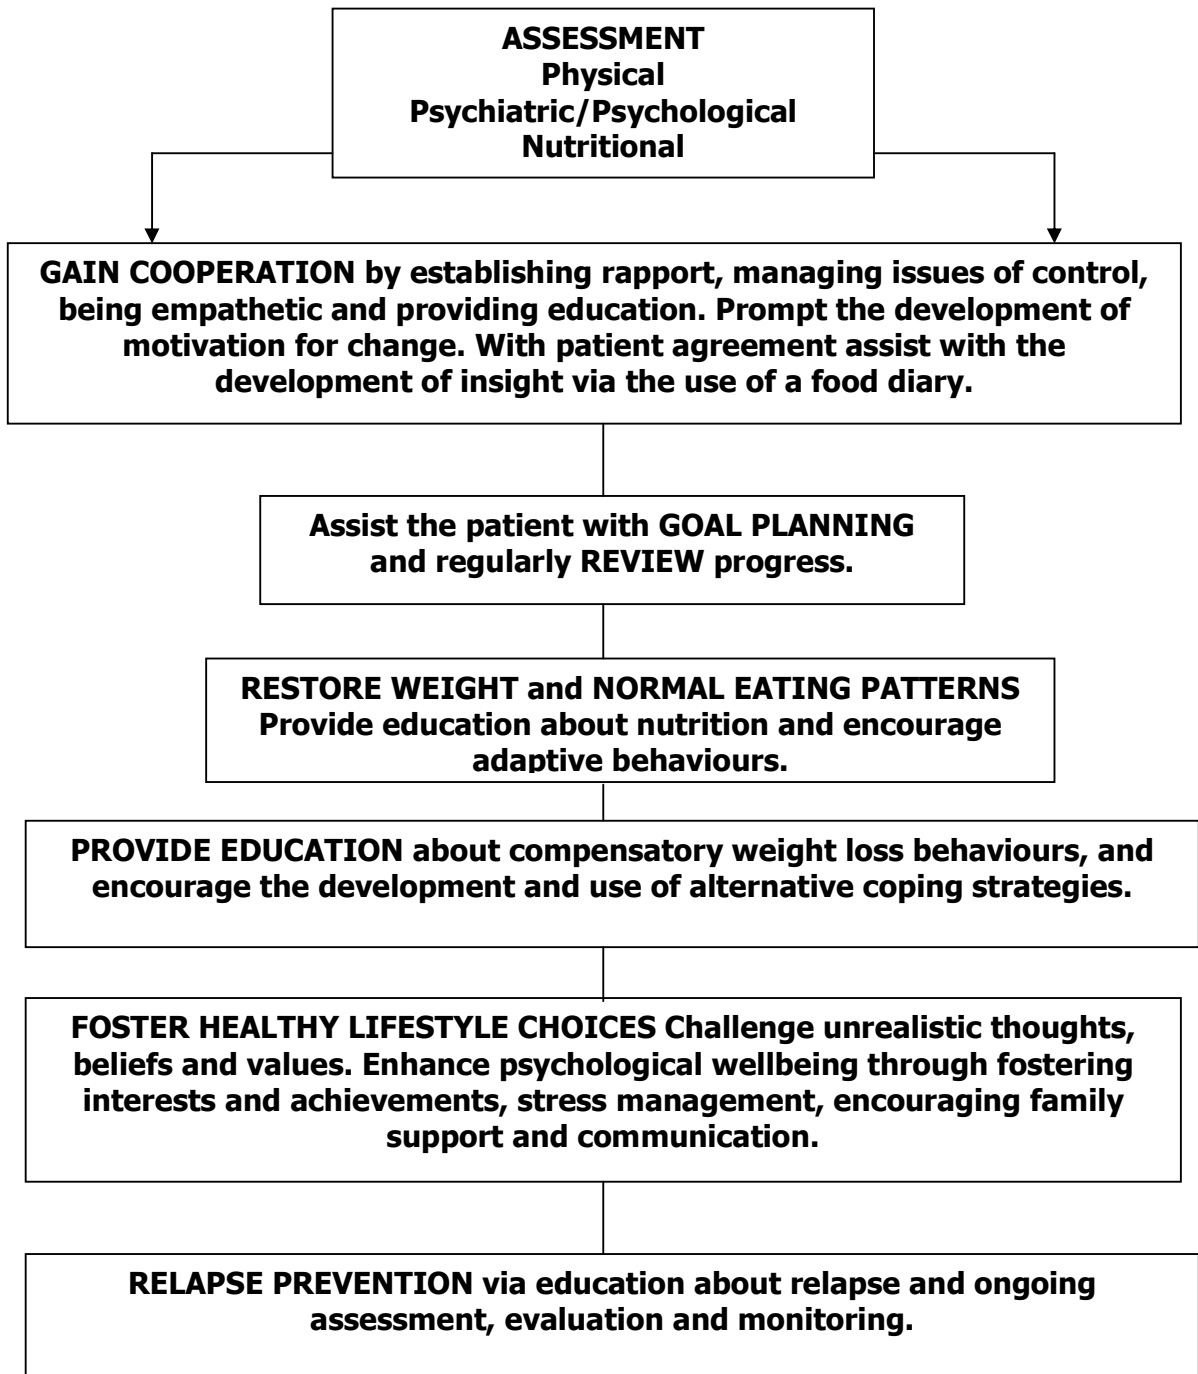 ASSESSMENT
Physical
Psychiatric/Psychological
Nutritional
GAIN COOPERATION by establishing rapport, managing issues of control,
being empathetic and providing education. Prompt the development of
motivation for change. With patient agreement assist with the
development of insight via the use of a food diary.
Assist the patient with GOAL PLANNING
and regularly REVIEW progress.
RESTORE WEIGHT and NORMAL EATING PATTERNS
Provide education about nutrition and encourage
adaptive behaviours.
PROVIDE EDUCATION about compensatory weight loss behaviours, and
encourage the development and use of alternative coping strategies.
FOSTER HEALTHY LIFESTYLE CHOICES Challenge unrealistic thoughts,
beliefs and values. Enhance psychological wellbeing through fostering
interests and achievements, stress management, encouraging family
support and communication.
RELAPSE PREVENTION via education about relapse and ongoing
assessment, evaluation and monitoring.